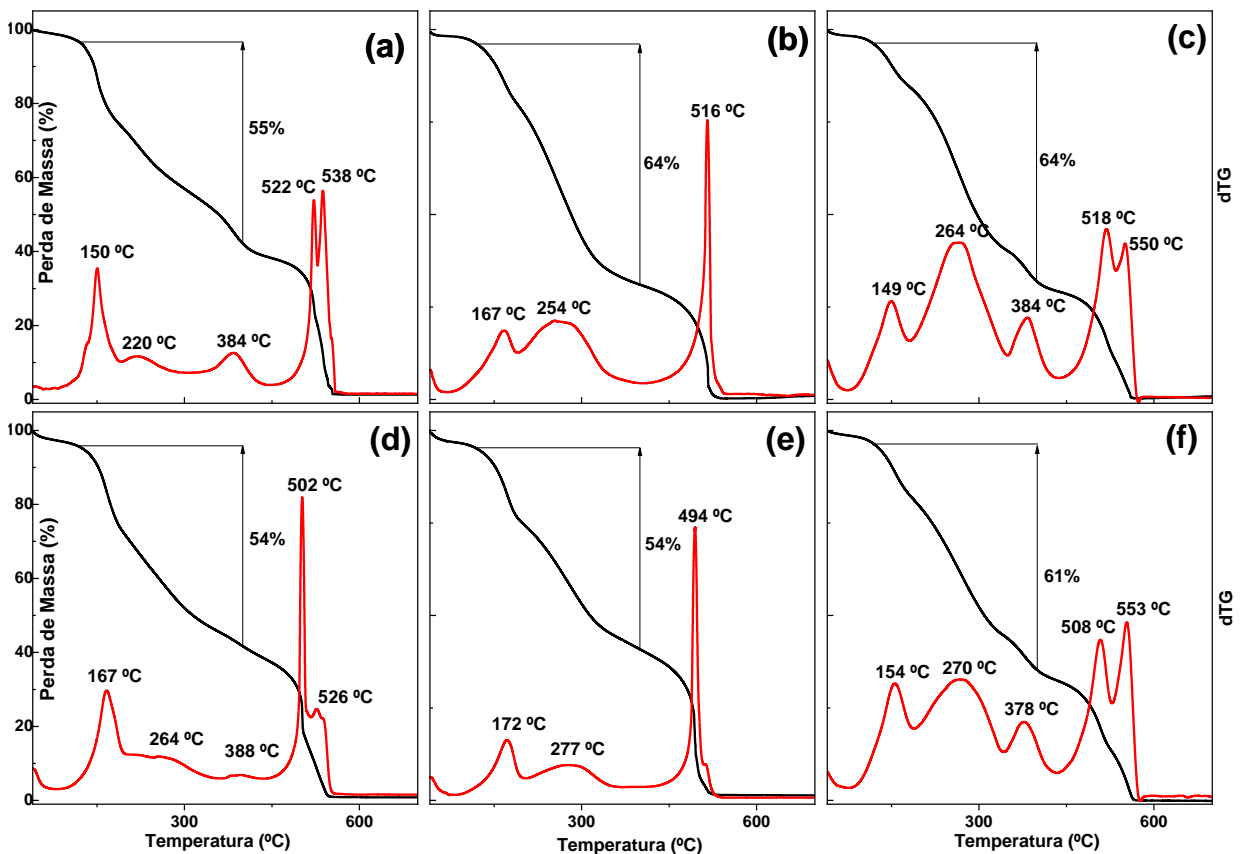 (a)
(b)
(c)
100
80
60
40
20
0
Perda de Massa (%)
55%
150 ºC
220 ºC
384 ºC
522 ºC
538 ºC
64%
167 ºC
254 ºC
516 ºC
64%
149 ºC
264 ºC
384 ºC
518 ºC
550 ºC
dTG
(d)
(e)
(f)
100
80
60
40
20
0
Perda de Massa (%)
54%
167 ºC
264 ºC
388 ºC
502 ºC
526 ºC
54%
172 ºC
277 ºC
494 ºC
61%
154 ºC
270 ºC
378 ºC
508 ºC
553 ºC
dTG
300
600
300
600
300
600
Temperatura (ºC)
Temperatura (ºC)
Temperatura (ºC)